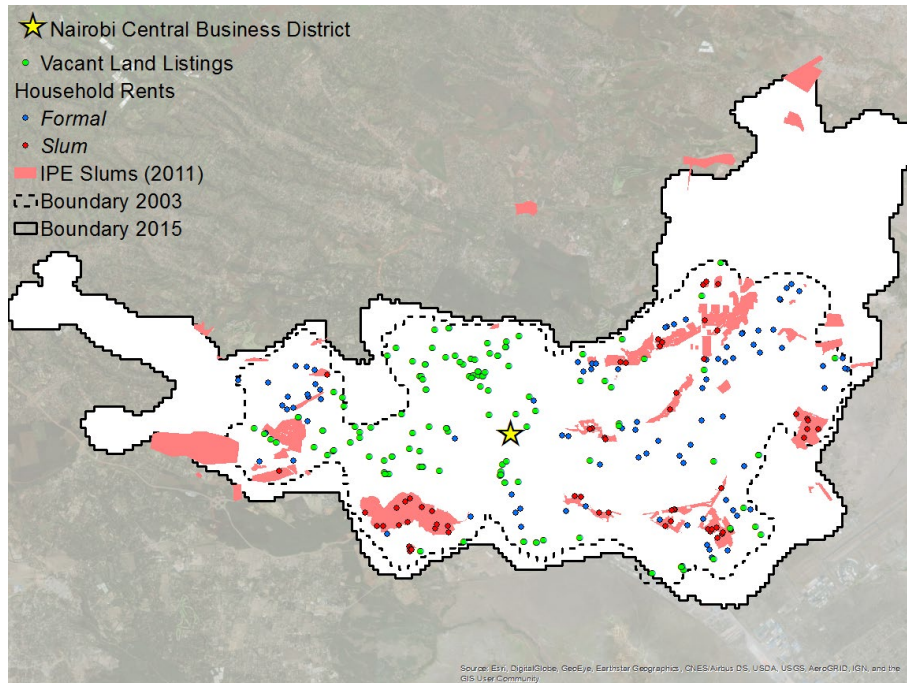 Nairobi Central Business District
Vacant Land Listings
Household Rents
Formal
Slum
IPE Slums (2011)
Boundary 2003
Boundary 2015
Source: Esri, DigitalGlobe, GeoEye, Earthstar Geographics, CNES/Airbus DS, USDA, USGS, AeroGRID, IGN, and the
GIS User Community